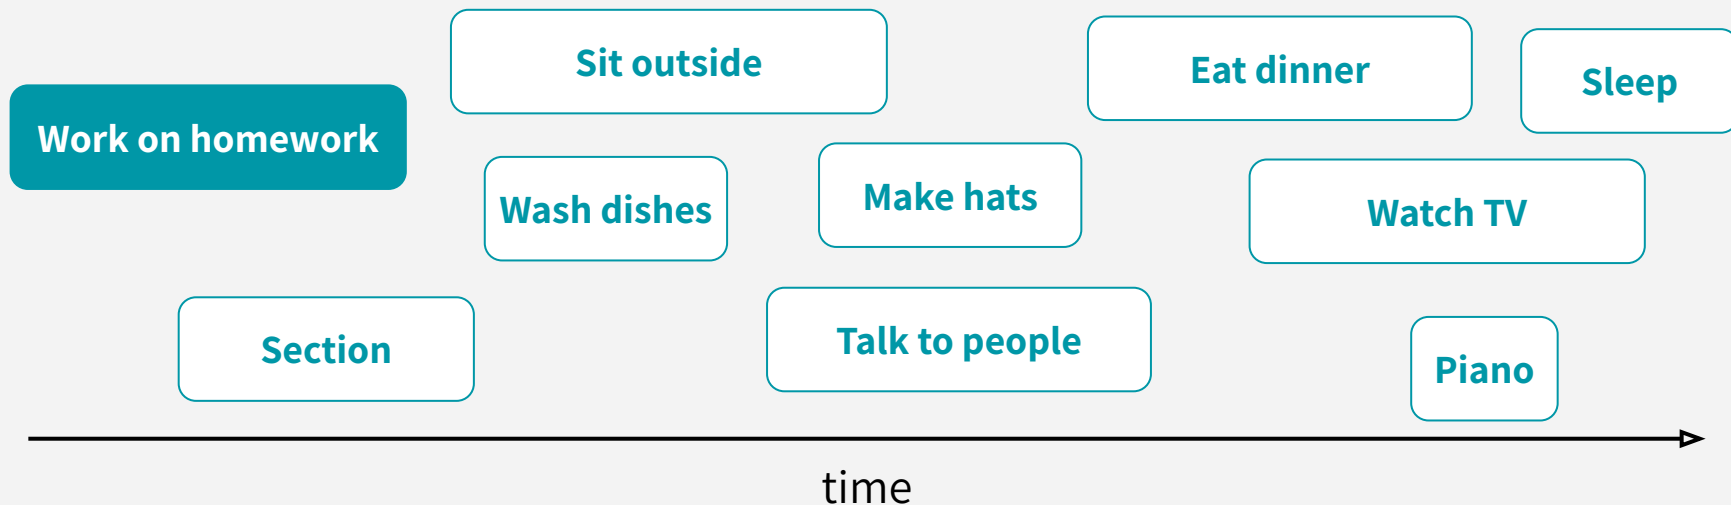 Sit outside
Eat dinner
Sleep
Work on homework
Wash dishes
Make hats
Watch TV
Section
Talk to people
Piano
time